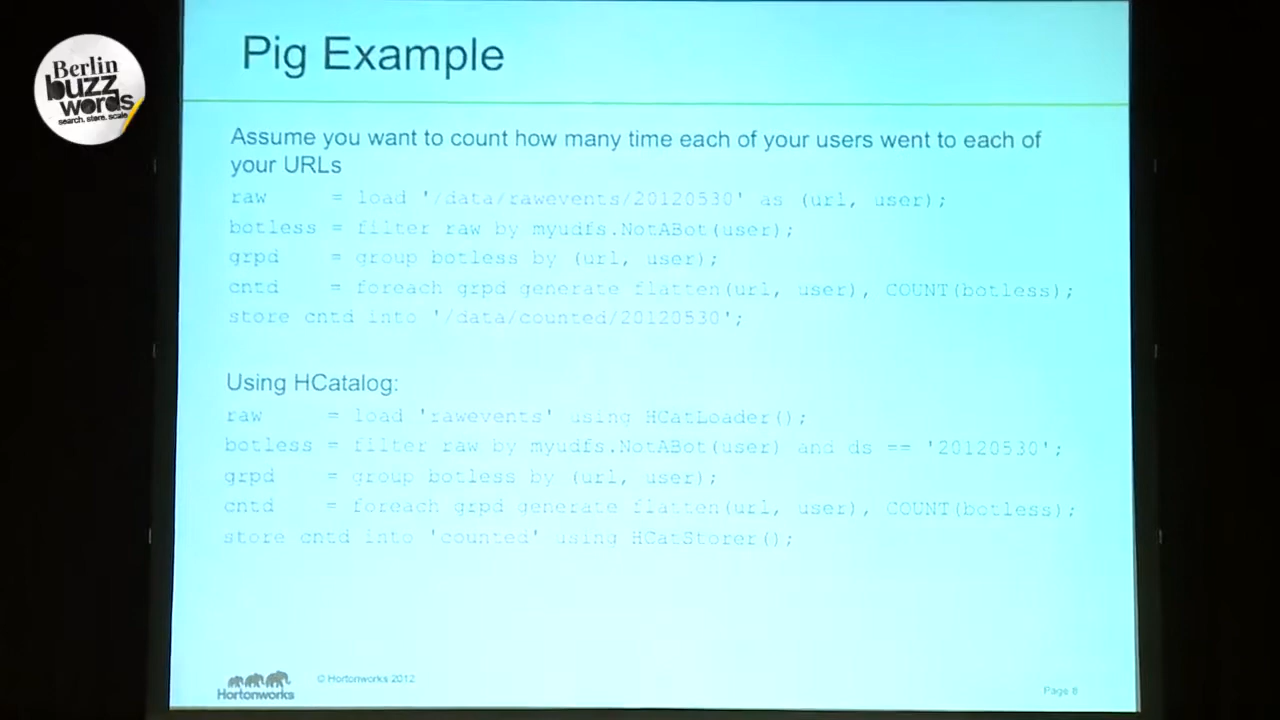 Berlin
buzz
words
search. store. scale
Pig Example
Assume you want to count how many time each of your users went to each of
your URLs
raw = load '/data/rawevents/20120530' as (url, user);
botless = filter raw by myudfs.NotABot(user);
grpd = group botless by (url, user);
cntd = foreach grpd generate flatten(url, user), COUNT(botless);
store cntd into '/data/counted/20120530';
Using HCatalog:
raw = load 'rawevents' using HCatLoader();
botless = filter raw by myudfs.NotABot(user) and ds == '20120530';
grpd = group botless by (url, user);
cntd = foreach grpd generate flatten(url, user), COUNT(botless);
store cntd into 'counted' using HCatStorer();
Hortonworks
© Hortonworks 2012
Page 8